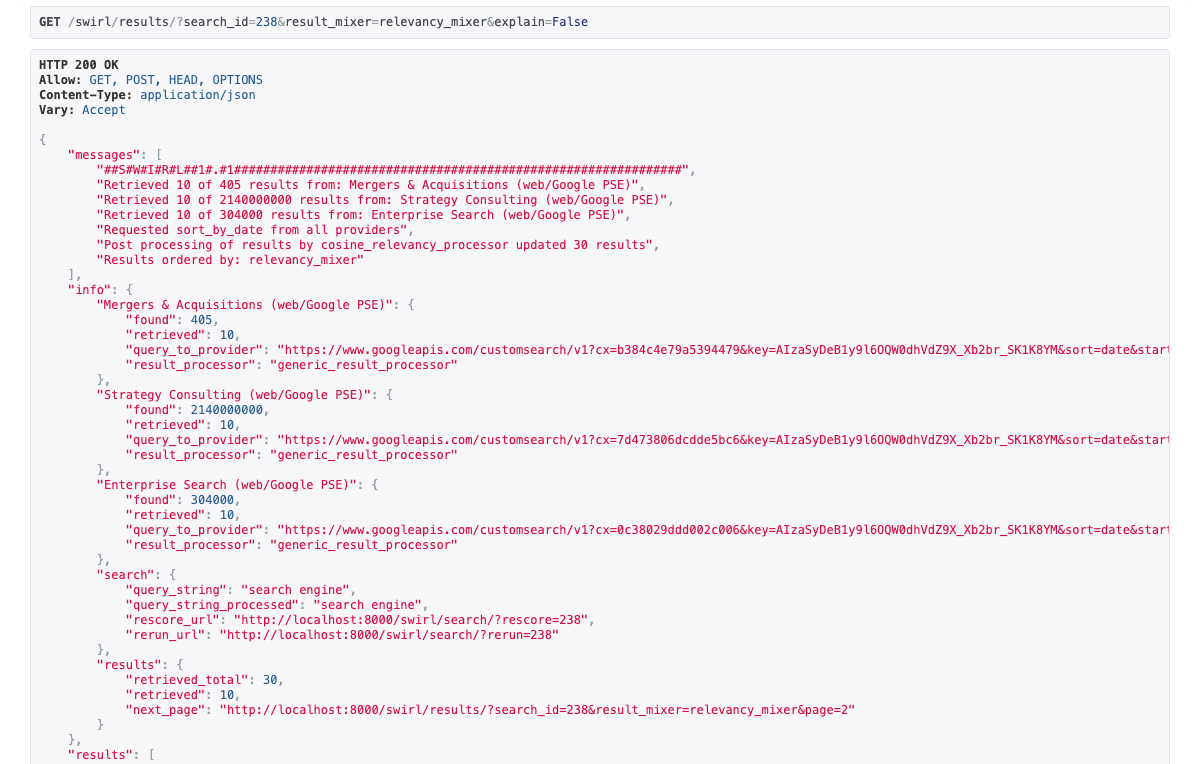 GET /swirl/results/?search_id=238&result_mixer=relevancy_mixer&explain=False
HTTP 200 OK
Allow: GET, POST, HEAD, OPTIONS
Content-Type: application/json
Vary: Accept
{
"messages": [
"##S#W#I#R#L##1#.#1##############################################################",
"Retrieved 10 of 405 results from: Mergers & Acquisitions (web/Google PSE)",
"Retrieved 10 of 2140000000 results from: Strategy Consulting (web/Google PSE)",
"Retrieved 10 of 304000 results from: Enterprise Search (web/Google PSE)",
"Requested sort_by_date from all providers",
"Post processing of results by cosine_relevancy_processor updated 30 results",
"Results ordered by: relevancy_mixer"
],
"info": {
"Mergers & Acquisitions (web/Google PSE)": {
"found": 405,
"retrieved": 10,
"query_to_provider": "https://www.googleapis.com/customsearch/v1?cx=b384c4e79a5394479&key=AIzaSyDeB1y9l6OQW0dhVdZ9X_Xb2br_SK1K8YM&sort=date&start
"result_processor": "generic_result_processor"
},
"Strategy Consulting (web/Google PSE)": {
"found": 2140000000,
"retrieved": 10,
"query_to_provider": "https://www.googleapis.com/customsearch/v1?cx=7d473806dcdde5bc6&key=AIzaSyDeB1y9l6OQW0dhVdZ9X_Xb2br_SK1K8YM&sort=date&start
"result_processor": "generic_result_processor"
},
"Enterprise Search (web/Google PSE)": {
"found": 304000,
"retrieved": 10,
"query_to_provider": "https://www.googleapis.com/customsearch/v1?cx=0c38029ddd002c006&key=AIzaSyDeB1y9l6OQW0dhVdZ9X_Xb2br_SK1K8YM&sort=date&start
"result_processor": "generic_result_processor"
},
"search": {
"query_string": "search engine",
"query_string_processed": "search engine",
"rescore_url": "http://localhost:8000/swirl/search/?rescore=238",
"rerun_url": "http://localhost:8000/swirl/search/?rerun=238"
},
"results": {
"retrieved_total": 30,
"retrieved": 10,
"next_page": "http://localhost:8000/swirl/results/?search_id=238&result_mixer=relevancy_mixer&page=2"
}
},
"results": [